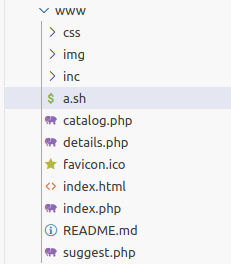 www
css
img
inc
a.sh
catalog.php
details.php
favicon.ico
index.html
index.php
README.md
suggest.php